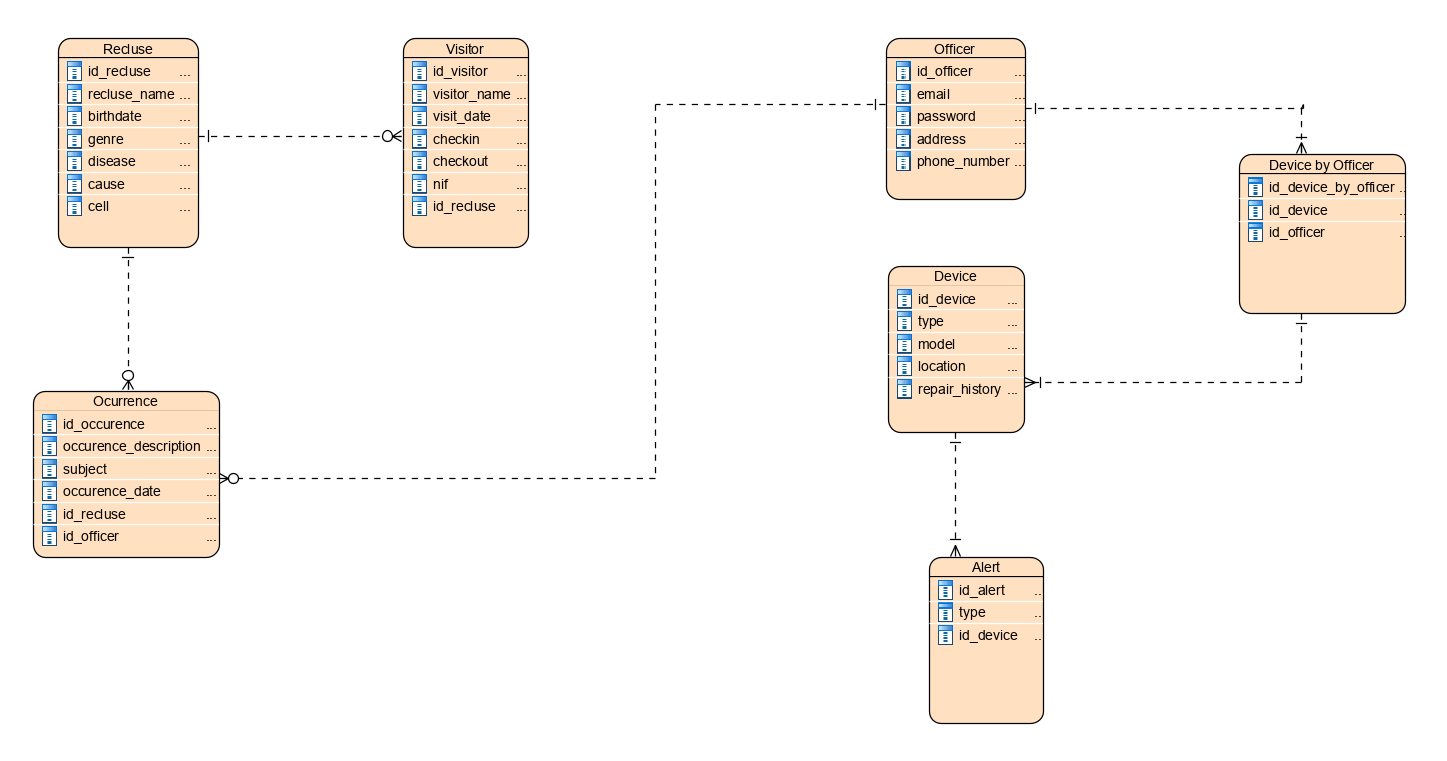 Recluse
id_recluse ...
recluse_name ...
birthdate ...
genre ...
disease ...
cause ...
cell ...
Visitor
id_visitor ...
visitor_name ...
visit_date ...
checkin ...
checkout ...
nif ...
id_recluse ...
Officer
id_officer ...
email ...
password ...
address ...
phone_number ...
Device by Officer
id_device_by_officer ..
id_device ..
id_officer ..
Device
id_device ...
type ...
model ...
location ...
repair_history ...
Ocurrence
id_occurence ...
occurence_description ...
subject ...
occurence_date ...
id_recluse ...
id_officer ...
Alert
id_alert ..
type ..
id_device ..